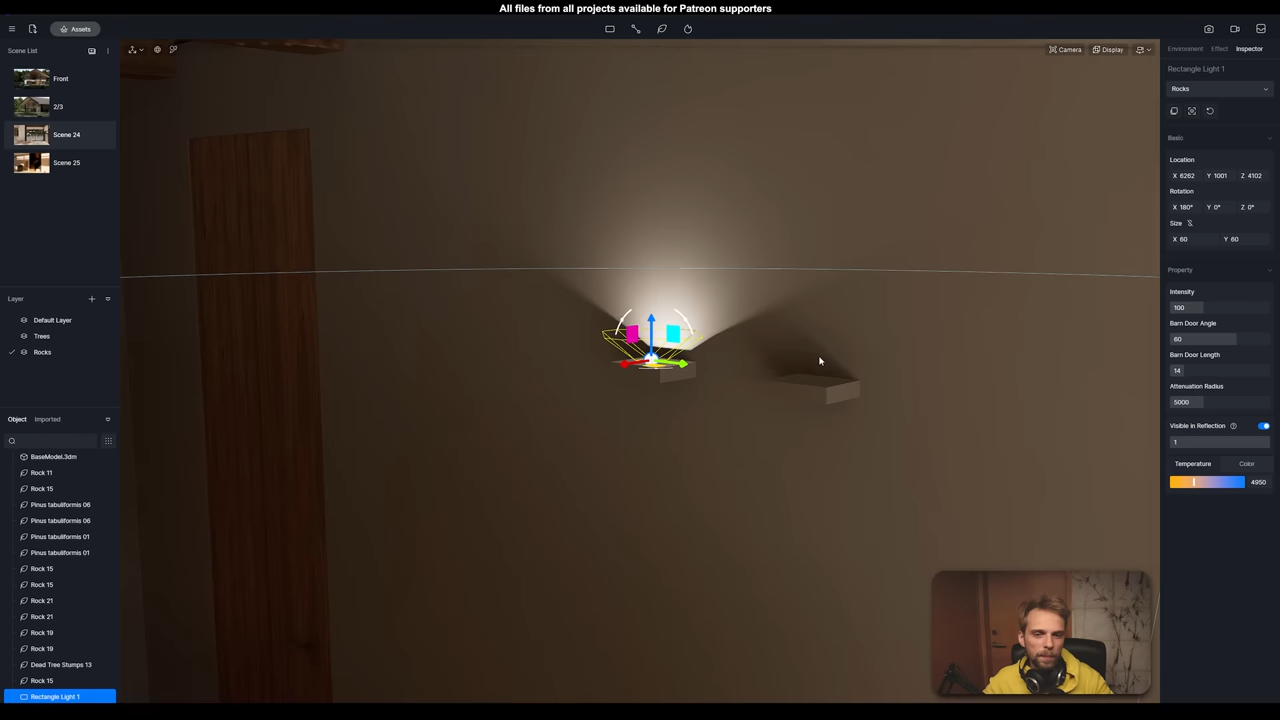 All files from all projects available for Patreon supporters
Assets
Scene List
Front
2/3
Scene 24
Scene 25
Layer
Default Layer
Trees
Rocks
Object Imported
BaseModel.3dm
Rock 11
Rock 15
Pinus tabuliformis 06
Pinus tabuliformis 06
Pinus tabuliformis 01
Pinus tabuliformis 01
Rock 15
Rock 15
Rock 21
Rock 21
Rock 19
Rock 19
Dead Tree Stumps 13
Rock 15
Rectangle Light 1
Camera Display
Environment Effect Inspector
Rectangle Light 1
Rocks
Basic
Location
X 6262 Y 1001 Z 4102
Rotation
X 180° Y 0° Z 0°
Size
X 60 Y 60
Property
Intensity
100
Barn Door Angle
60
Barn Door Length
14
Attenuation Radius
5000
Visible in Reflection
1
Temperature Color
4950